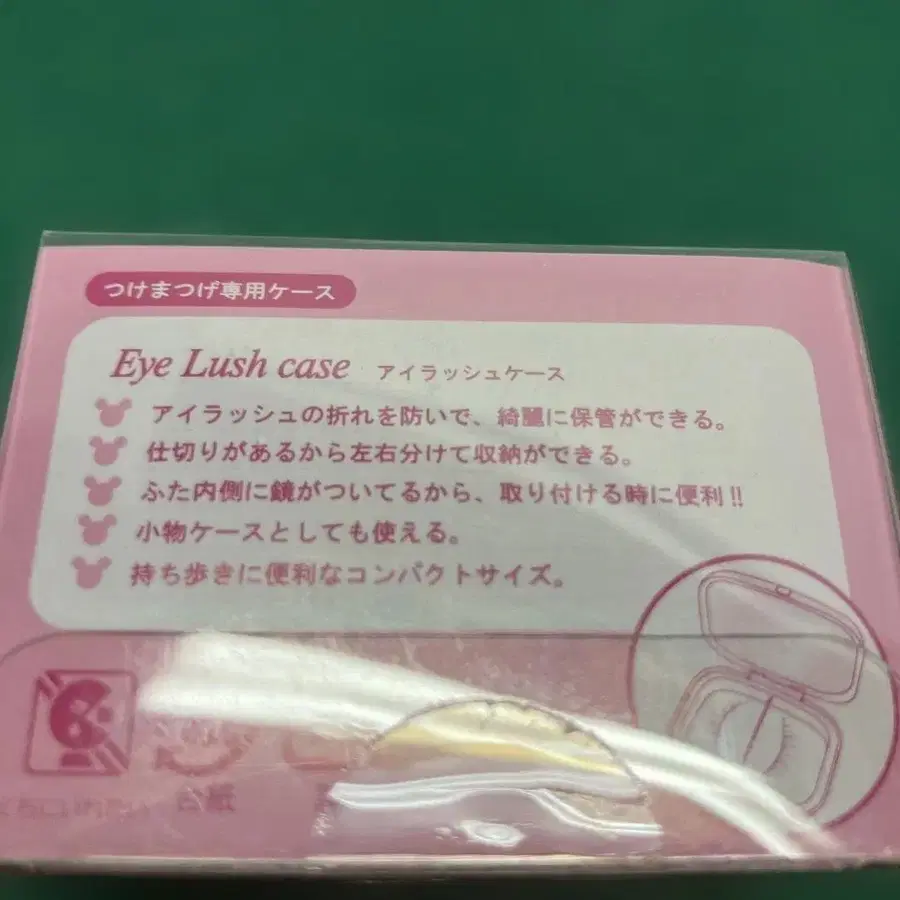 つけまつげ専用ケース
Eye Lush case アイラッシュケース
アイラッシュの折れを防いで、綺麗に保管ができる。
仕切りがあるから左右分けて収納ができる。
ふた内側に鏡がついてるから、取り付ける時に便利!!
小物ケースとしても使える。
持ち歩きに便利なコンパクトサイズ。
台紙